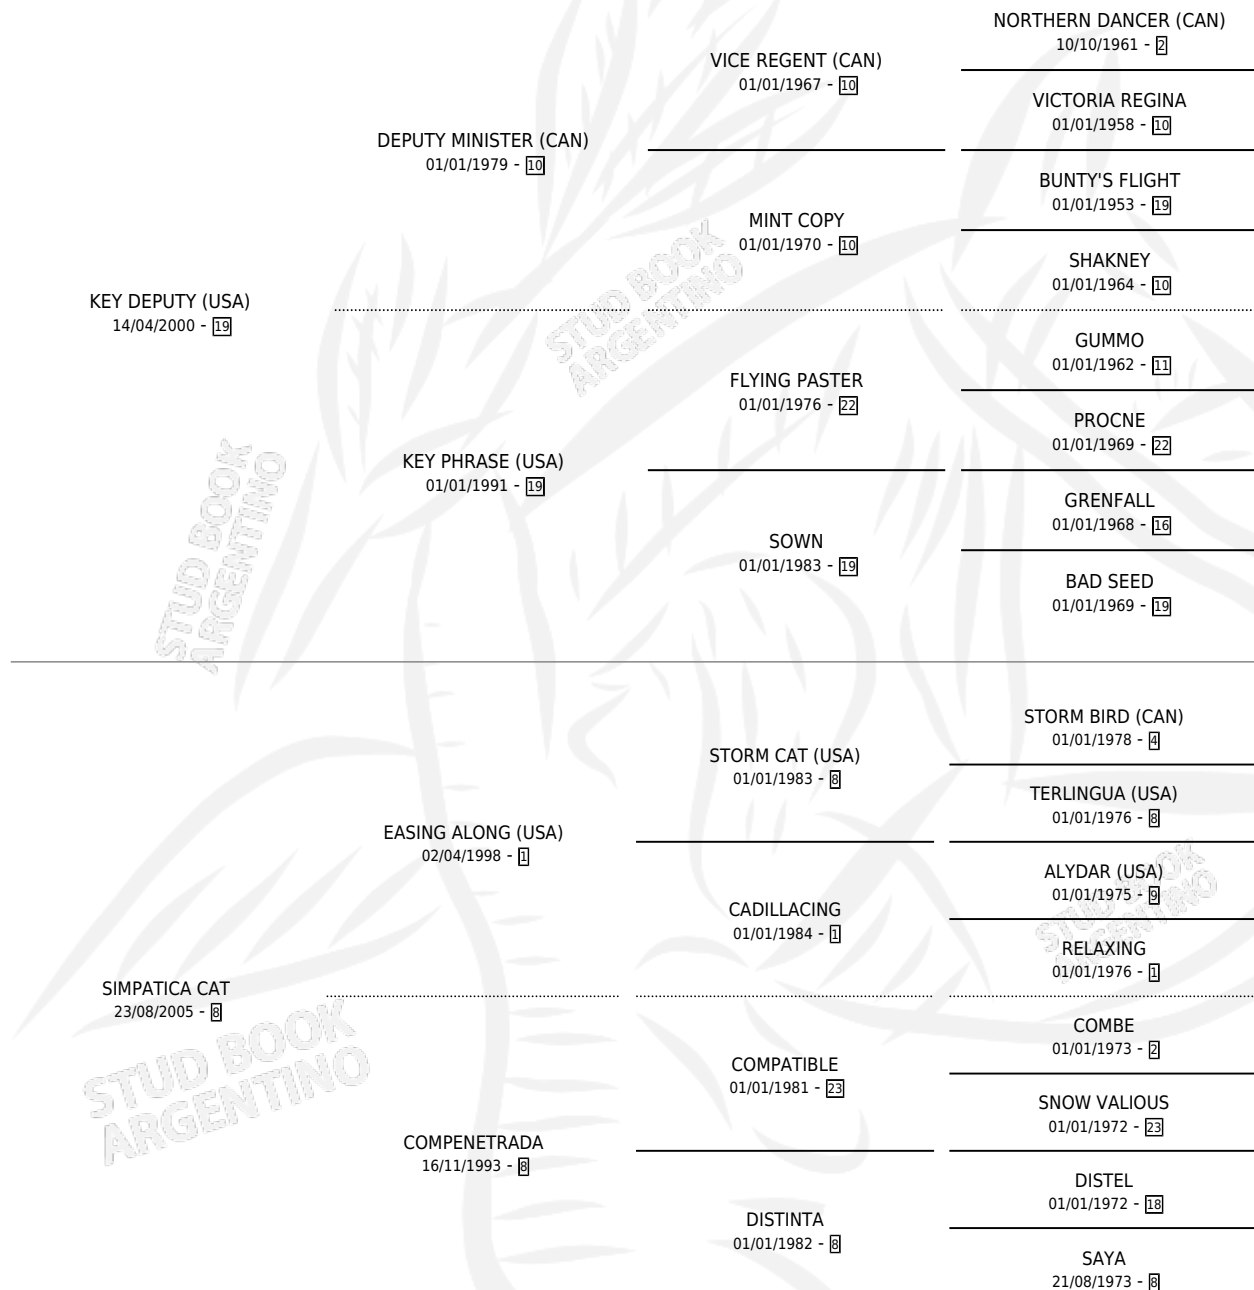 NORTHERN DANCER (CAN)
10/10/1961 - 2
VICE REGENT (CAN)
01/01/1967 - 10
VICTORIA REGINA
01/01/1958 - 10
DEPUTY MINISTER (CAN)
01/01/1979 - 10
BUNTY'S FLIGHT
01/01/1953 - 19
MINT COPY
01/01/1970 - 10
SHAKNEY
01/01/1964 - 10
KEY DEPUTY (USA)
14/04/2000 - 19
GUMMO
01/01/1962 - 11
FLYING PASTER
01/01/1976 - 22
PROCNE
01/01/1969 - 22
KEY PHRASE (USA)
01/01/1991 - 19
GRENFALL
01/01/1968 - 16
SOWN
01/01/1983 - 19
BAD SEED
01/01/1969 - 19
STORM BIRD (CAN)
01/01/1978 - 4
STORM CAT (USA)
01/01/1983 - 8
TERLINGUA (USA)
01/01/1976 - 8
EASING ALONG (USA)
02/04/1998 - 1
ALYDAR (USA)
01/01/1975 - 9
CADILLACING
01/01/1984 - 1
RELAXING
01/01/1976 - 1
SIMPATICA CAT
23/08/2005 - 8
COMBE
01/01/1973 - 2
COMPATIBLE
01/01/1981 - 23
SNOW VALIOUS
01/01/1972 - 23
COMPENETRADA
16/11/1993 - 8
DISTEL
01/01/1972 - 18
DISTINTA
01/01/1982 - 8
SAYA
21/08/1973 - 8
STUD BOOK
ARGENTINO
STUD BOOK
ARGENTINO
STUD BOOK
ARGENTINO
STUD BOOK
ARGENTINO